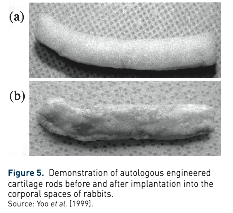 (a)
(b)
Figure 5. Demonstration of autologous engineered
cartilage rods before and after implantation into the
corporal spaces of rabbits.
Source: Yoo et al. [1999].